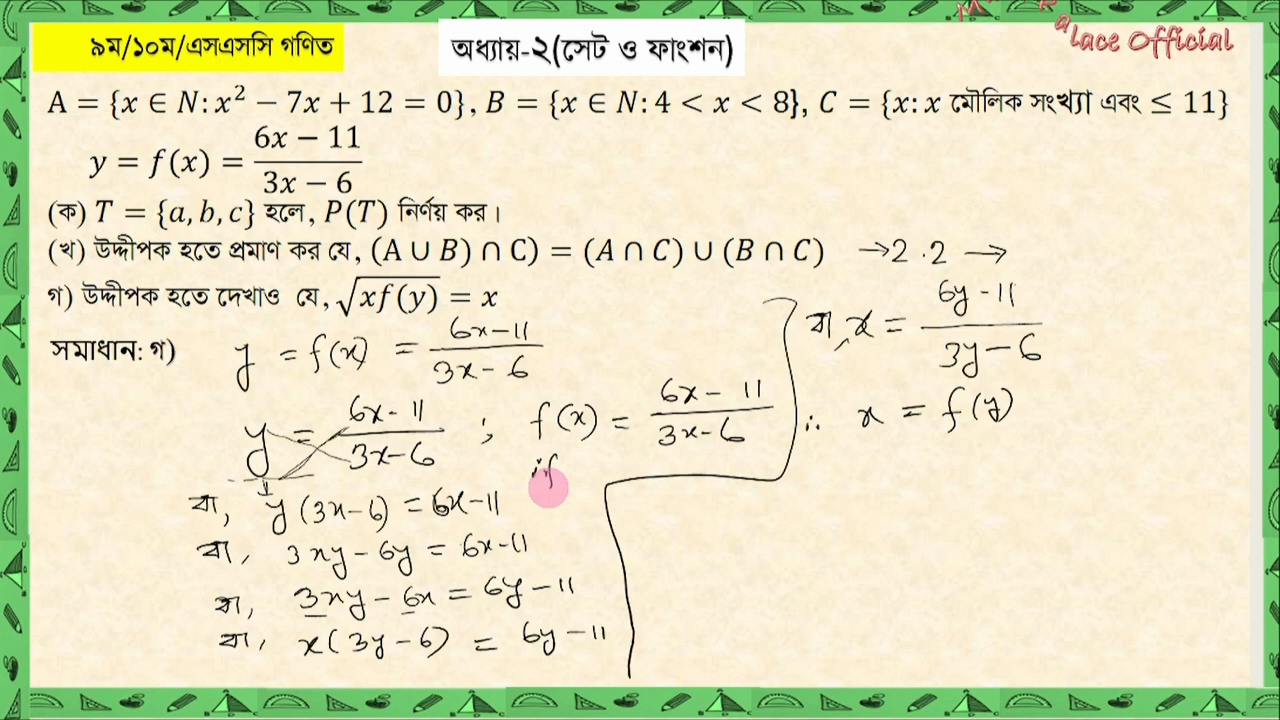 lace Official
৯ম/১০ম/এসএসসি গণিত
অধ্যায়-২(সেট ও ফাংশন)
A = {x ∈ N: x² − 7x + 12 = 0}, B = {x ∈ N: 4 < x < 8}, C = {x: x মৌলিক সংখ্যা এবং ≤ 11}
y = f(x) = (6x − 11)/(3x − 6)
(ক) T = {a, b, c} হলে, P(T) নির্ণয় কর।
(খ) উদ্দীপক হতে প্রমাণ কর যে, (A ∪ B) ∩ C) = (A ∩ C) ∪ (B ∩ C) →2.2 →
গ) উদ্দীপক হতে দেখাও যে, √xf(y) = x
সমাধান: গ) y = f(x) = (6x-11)/(3x-6)
y = (6x-11)/(3x-6) ; f(x) = (6x-11)/(3x-6)
if
বা, y(3x-6) = 6x-11
বা, 3xy-6y = 6x-11
বা, 3xy-6x = 6y-11
বা, x(3y-6) = 6y-11
বা, x = (6y-11)/(3y-6)
∴ x = f(y)